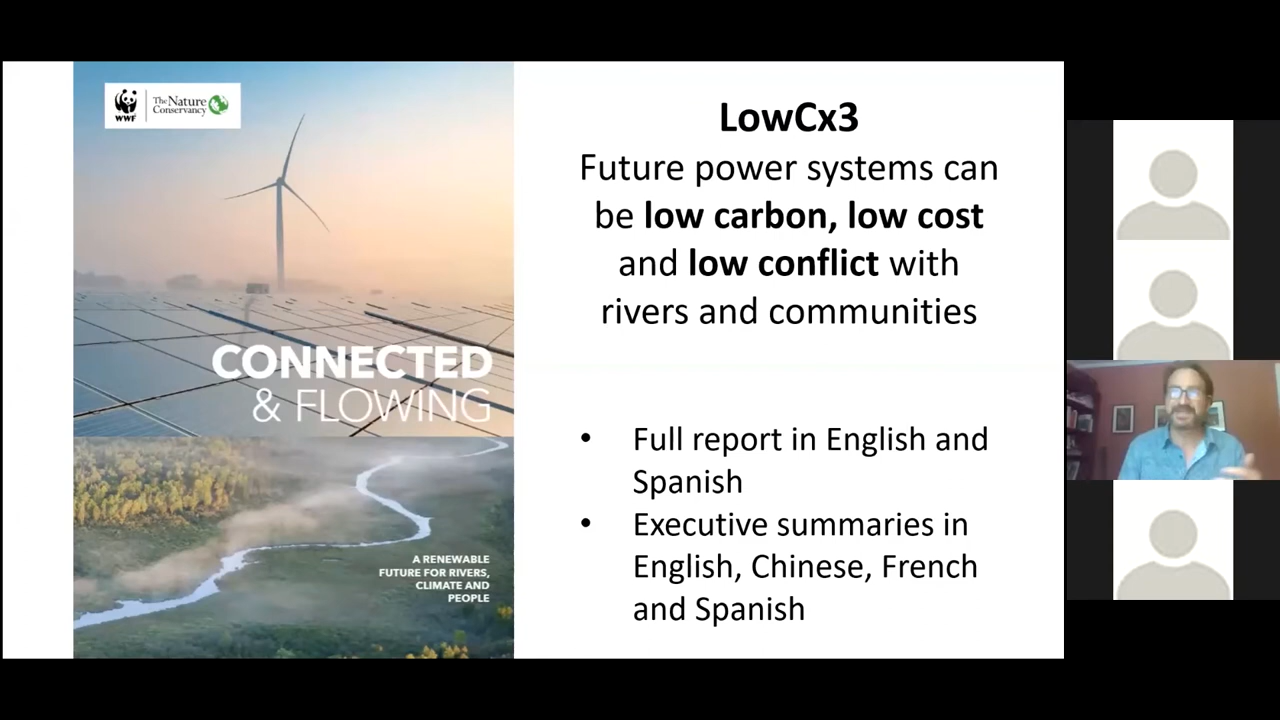 WWF
The Nature
Conservancy
CONNECTED
& FLOWING
A RENEWABLE
FUTURE FOR RIVERS,
CLIMATE AND
PEOPLE
LowCx3
Future power systems can
be low carbon, low cost
and low conflict with
rivers and communities
• Full report in English and
Spanish
• Executive summaries in
English, Chinese, French
and Spanish